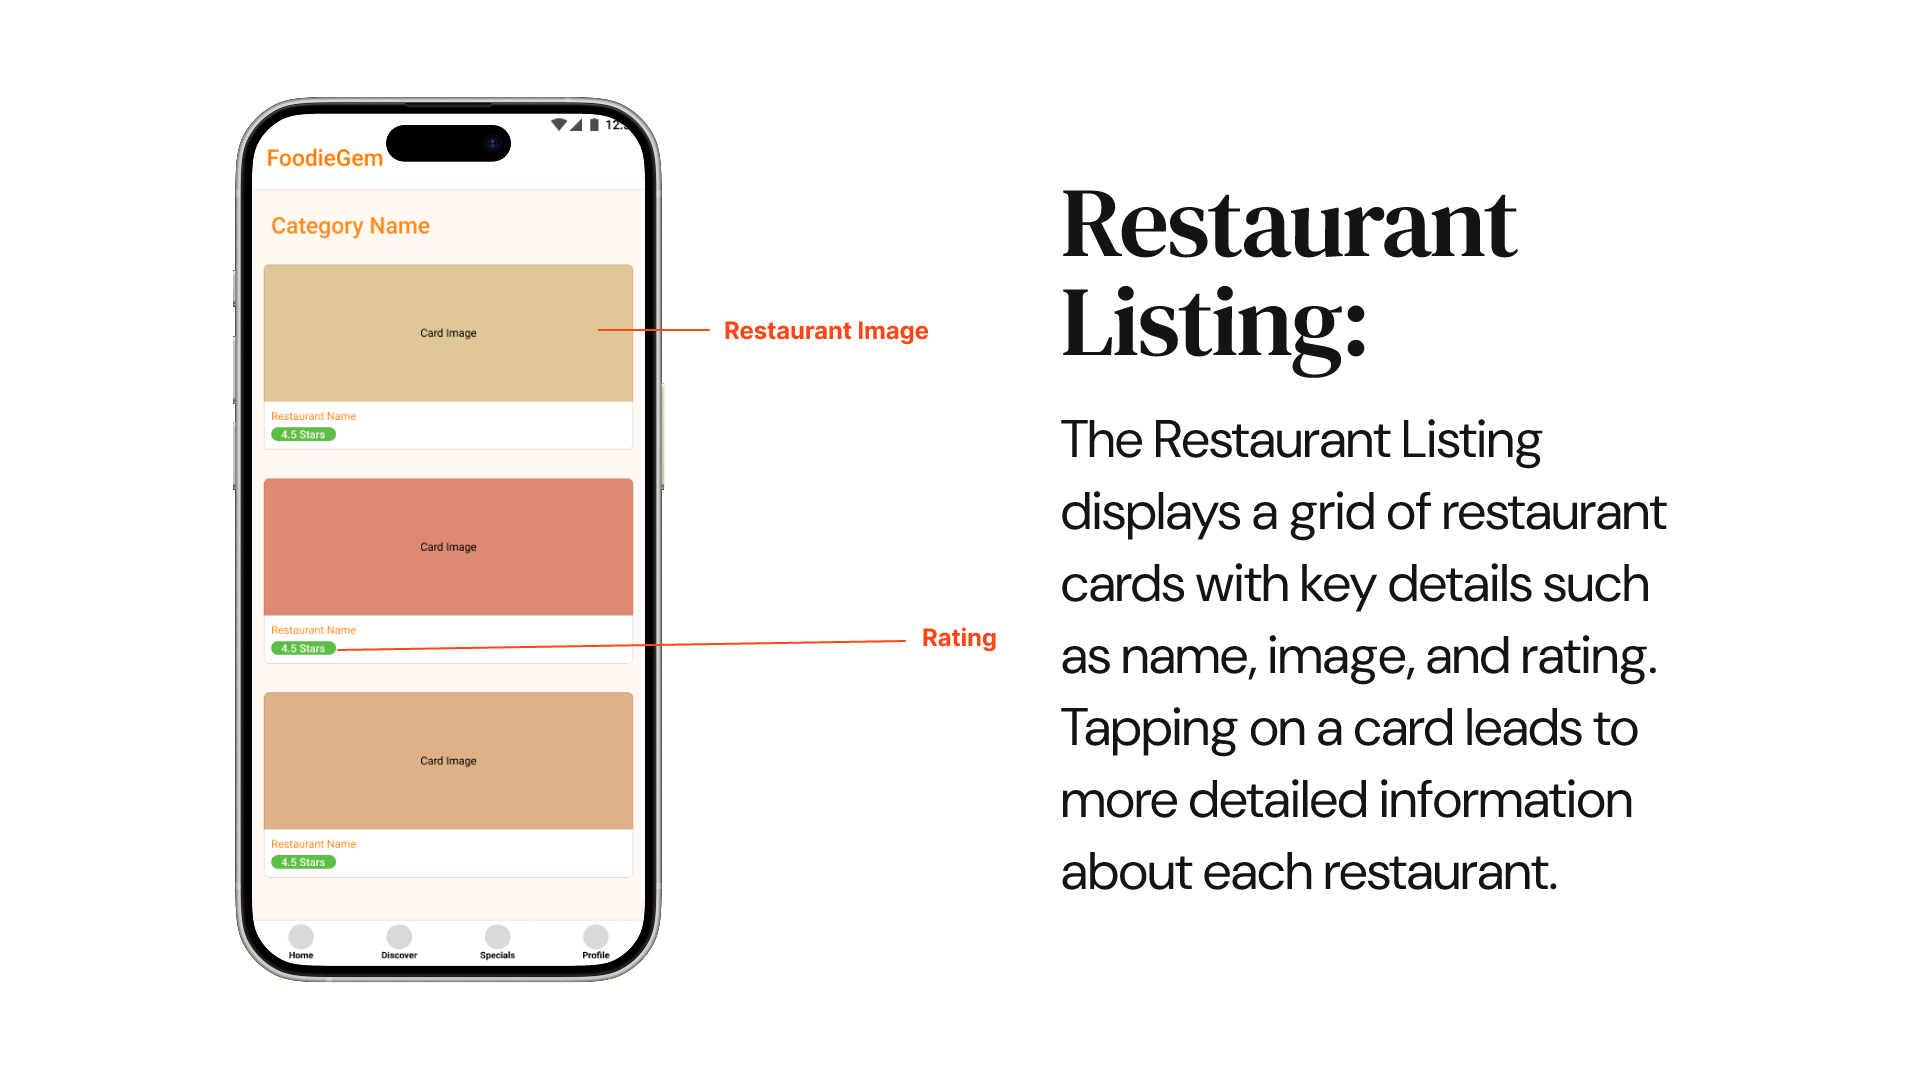 FoodieGem
Category Name
Card Image
Restaurant Name
4.5 Stars
Card Image
Restaurant Name
4.5 Stars
Card Image
Restaurant Name
4.5 Stars
Home
Discover
Specials
Profile
Restaurant Image
Rating
Restaurant
Listing:
The Restaurant Listing
displays a grid of restaurant
cards with key details such
as name, image, and rating.
Tapping on a card leads to
more detailed information
about each restaurant.